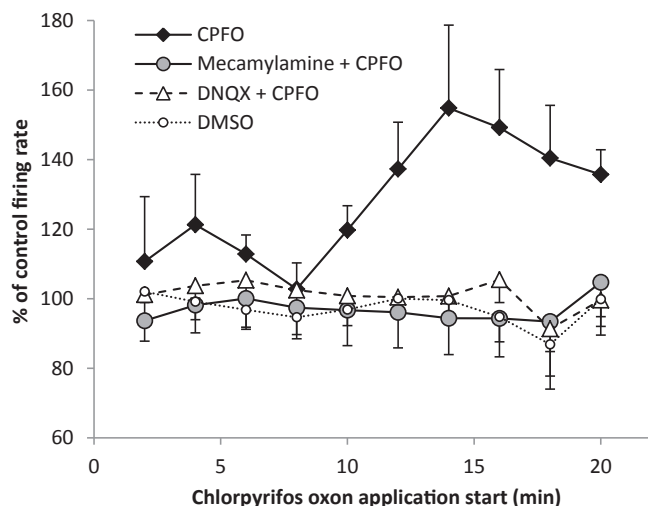 180
160
140
120
100
80
60
% of control firing rate
CPFO
Mecamylamine + CPFO
DNQX + CPFO
DMSO
0 5 10 15 20
Chlorpyrifos oxon application start (min)